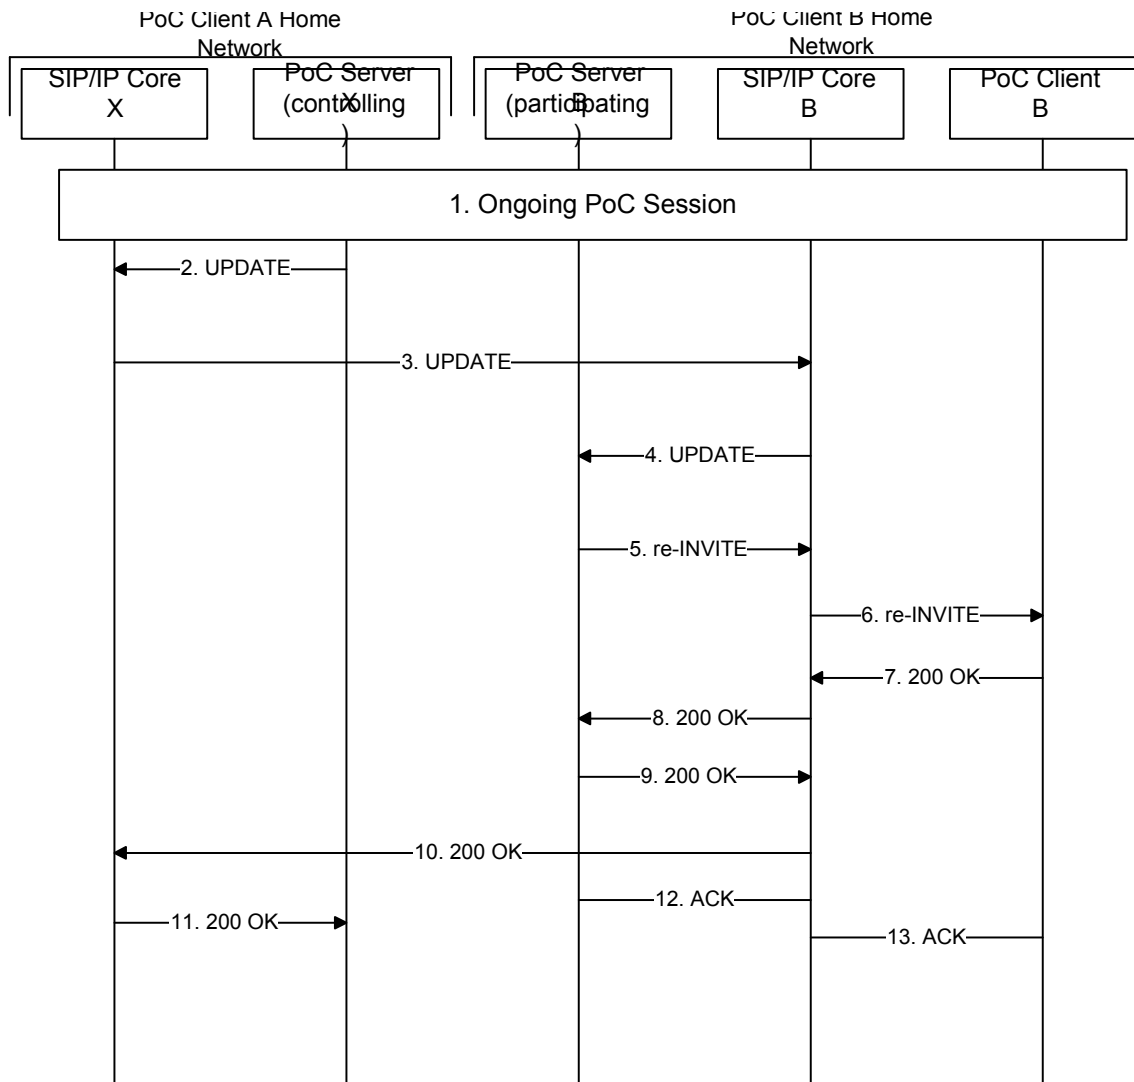 PoC Client A Home
Network
PoC Client B Home
Network
SIP/IP Core
X
PoC Server
X
(controlling
)
PoC Server
B
(participating
)
SIP/IP Core
B
PoC Client
B
1. Ongoing PoC Session
2. UPDATE
3. UPDATE
4. UPDATE
5. re-INVITE
6. re-INVITE
7. 200 OK
8. 200 OK
9. 200 OK
10. 200 OK
12. ACK
11. 200 OK
13. ACK